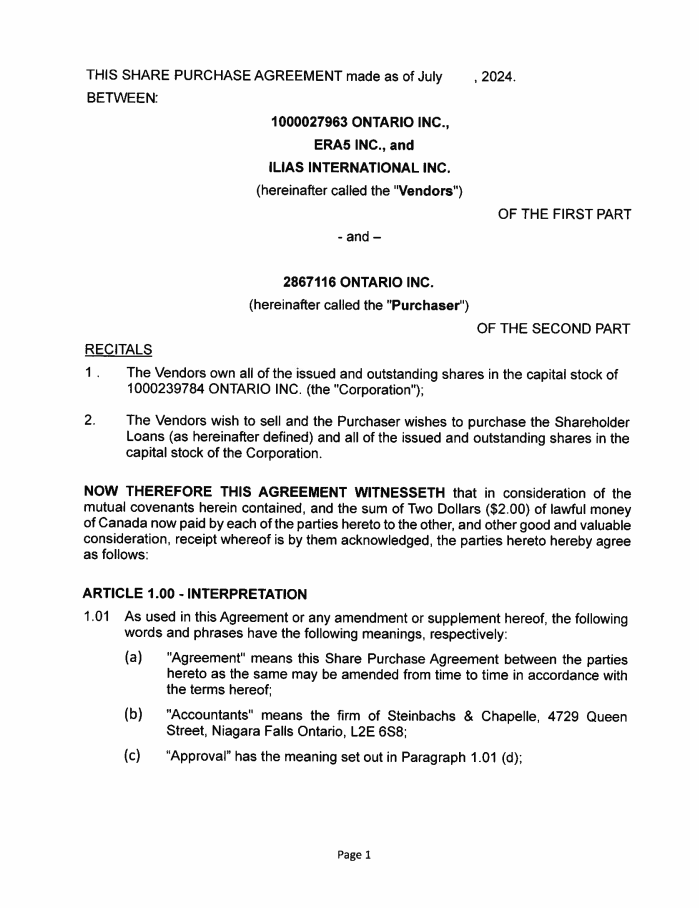 THIS SHARE PURCHASE AGREEMENT made as of July , 2024.
BETWEEN:
1000027963 ONTARIO INC.,
ERA5 INC., and
ILIAS INTERNATIONAL INC.
(hereinafter called the "Vendors")
OF THE FIRST PART
- and –
2867116 ONTARIO INC.
(hereinafter called the "Purchaser")
OF THE SECOND PART
RECITALS
1 . The Vendors own all of the issued and outstanding shares in the capital stock of
1000239784 ONTARIO INC. (the "Corporation");
2. The Vendors wish to sell and the Purchaser wishes to purchase the Shareholder
Loans (as hereinafter defined) and all of the issued and outstanding shares in the
capital stock of the Corporation.
NOW THEREFORE THIS AGREEMENT WITNESSETH that in consideration of the
mutual covenants herein contained, and the sum of Two Dollars ($2.00) of lawful money
of Canada now paid by each of the parties hereto to the other, and other good and valuable
consideration, receipt whereof is by them acknowledged, the parties hereto hereby agree
as follows:
ARTICLE 1.00 - INTERPRETATION
1.01 As used in this Agreement or any amendment or supplement hereof, the following
words and phrases have the following meanings, respectively:
(a) "Agreement" means this Share Purchase Agreement between the parties
hereto as the same may be amended from time to time in accordance with
the terms hereof;
(b) "Accountants" means the firm of Steinbachs & Chapelle, 4729 Queen
Street, Niagara Falls Ontario, L2E 6S8;
(c) "Approval" has the meaning set out in Paragraph 1.01 (d);
Page 1